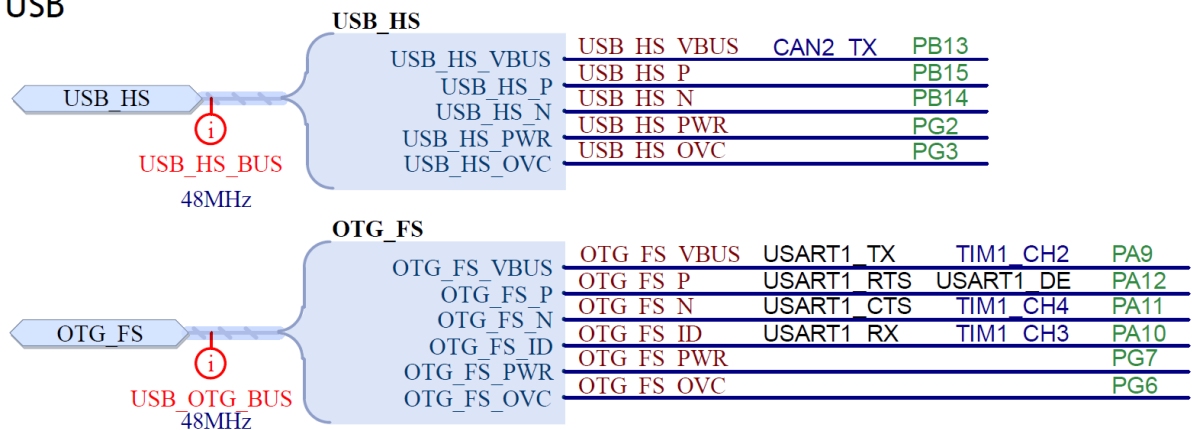 USB
USB_HS
USB_HS_VBUS USB_HS_VBUS CAN2_TX PB13
USB_HS_P USB_HS_P PB15
USB_HS USB_HS_N USB_HS_N PB14
i USB_HS_PWR USB_HS_PWR PG2
USB_HS_BUS USB_HS_OVC USB_HS_OVC PG3
48MHz
OTG_FS
OTG_FS_VBUS OTG_FS_VBUS USART1_TX TIM1_CH2 PA9
OTG_FS_P OTG_FS_P USART1_RTS USART1_DE PA12
OTG_FS_N OTG_FS_N USART1_CTS TIM1_CH4 PA11
OTG_FS OTG_FS_ID OTG_FS_ID USART1_RX TIM1_CH3 PA10
i OTG_FS_PWR OTG_FS_PWR PG7
USB_OTG_BUS OTG_FS_OVC OTG_FS_OVC PG6
48MHz